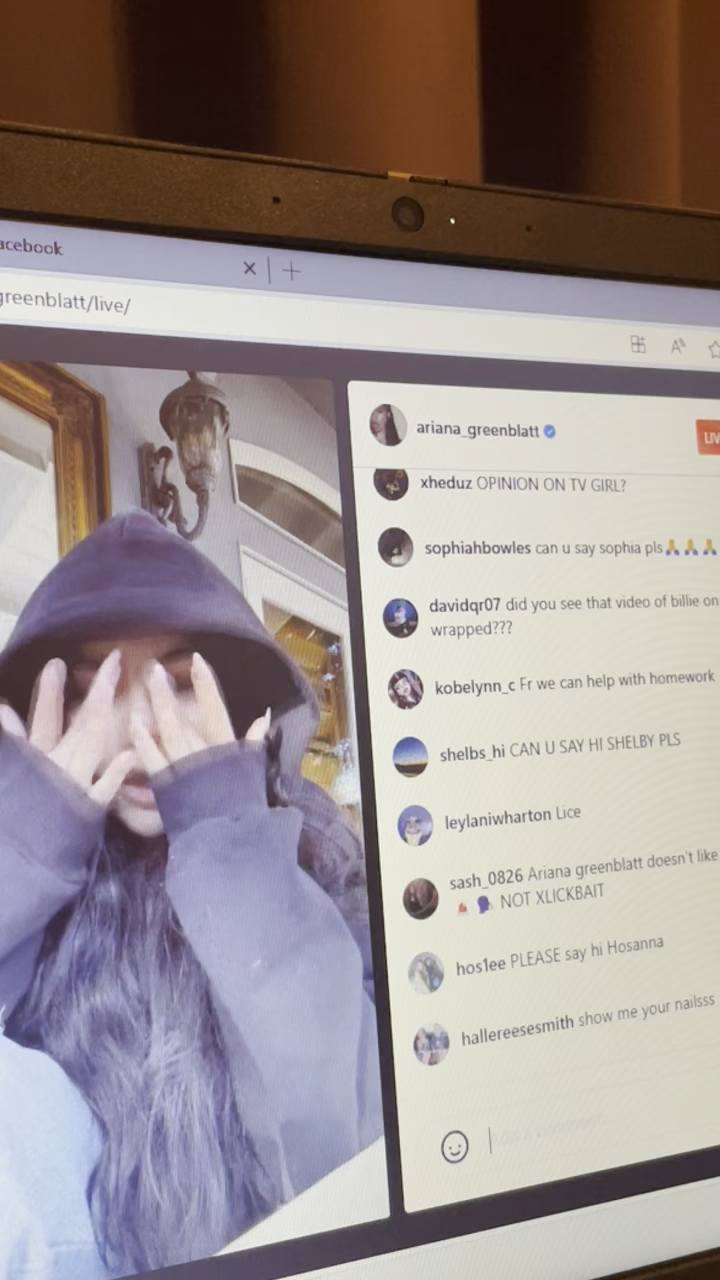 acebook
greenblatt/live/
ariana_greenblatt
LIV
xheduz OPINION ON TV GIRL?
sophiahbowles can u say sophia pls🙏🙏🙏
davidqr07 did you see that video of billie on
wrapped???
kobelynn_c Fr we can help with homework
shelbs_hi CAN U SAY HI SHELBY PLS
leylaniwharton Lice
sash_0826 Ariana greenblatt doesn't like
NOT XLICKBAIT
hos1ee PLEASE say hi Hosanna
hallereesesmith show me your nailsss